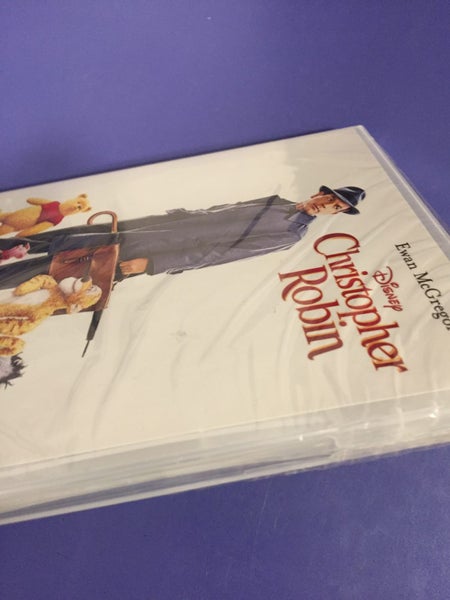 Ewan McGregor
Disney
Christopher
Robin